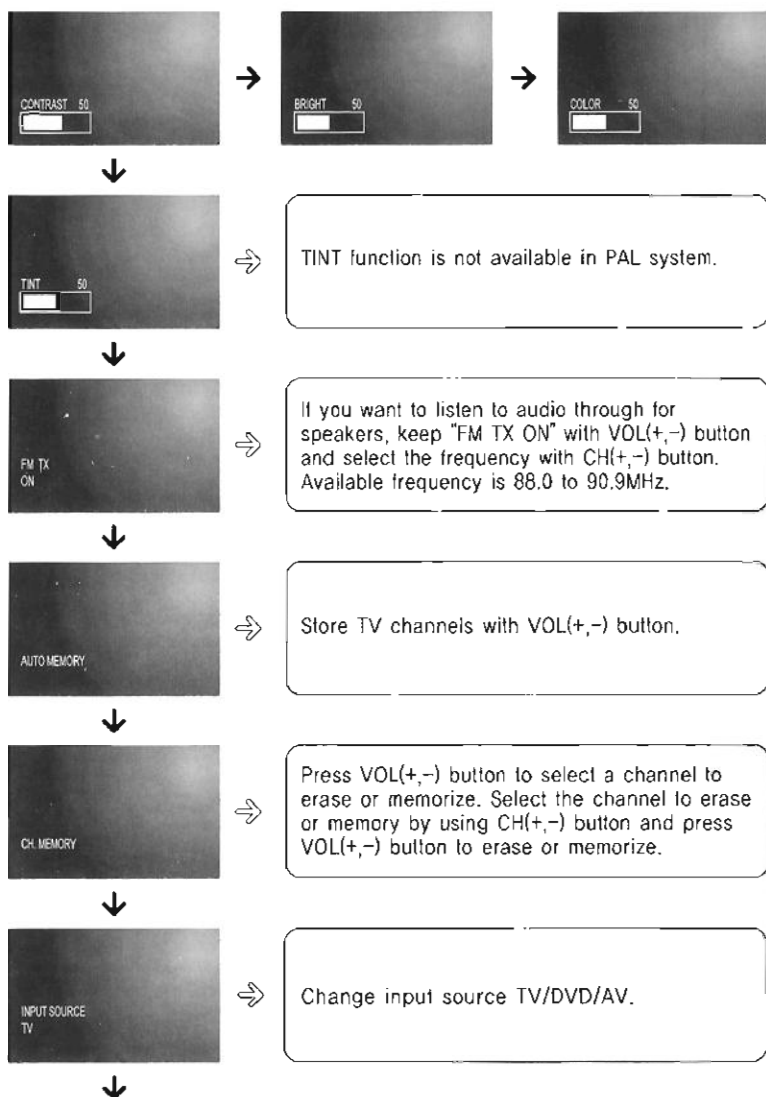 CONTRAST 50
BRIGHT 50
COLOR 50
TINT 50
TINT function is not available in PAL system.
FM TX
ON
If you want to listen to audio through for
speakers, keep "FM TX ON" with VOL(+,-) button
and select the frequency with CH(+,-) button.
Available frequency is 88.0 to 90.9MHz.
AUTO MEMORY
Store TV channels with VOL(+,-) button.
CH. MEMORY
Press VOL(+,-) button to select a channel to
erase or memorize. Select the channel to erase
or memory by using CH(+,-) button and press
VOL(+,-) button to erase or memorize.
INPUT SOURCE
TV
Change input source TV/DVD/AV.